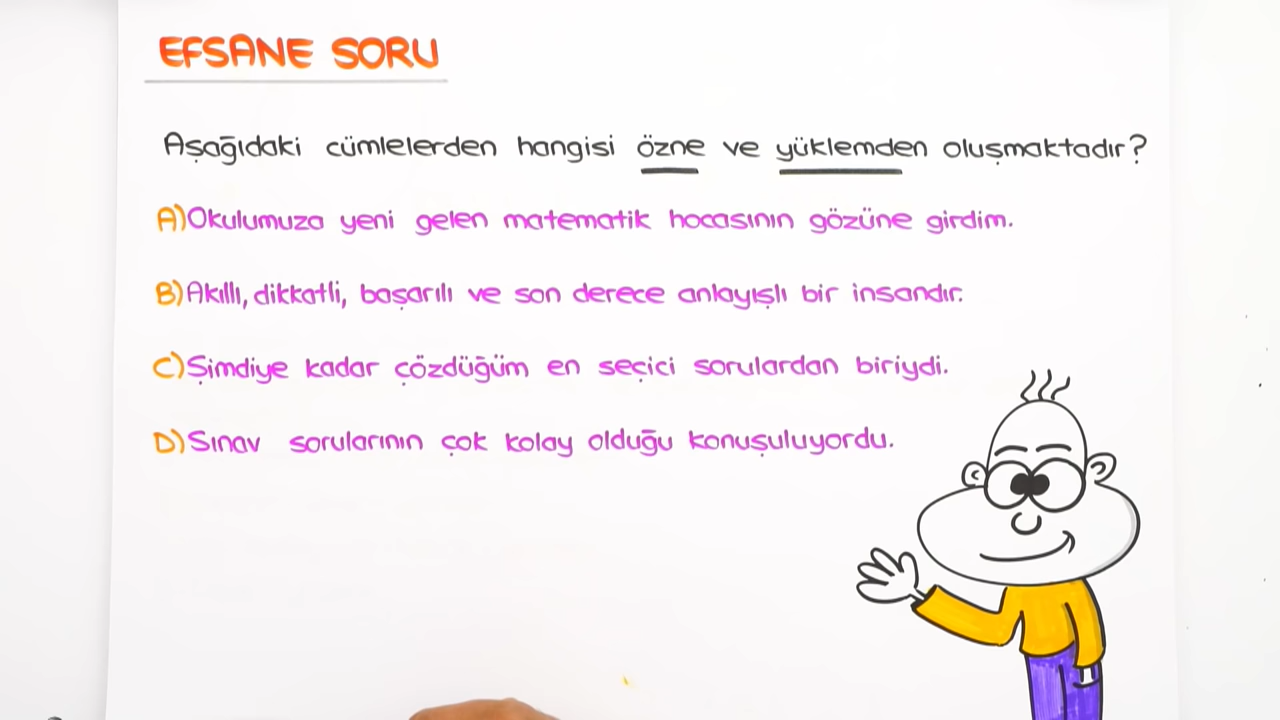 EFSANE SORU
Aşağıdaki cümlelerden hangisi özne ve yüklemden oluşmaktadır?
A) Okulumuza yeni gelen matematik hocasının gözüne girdim.
B) Akıllı, dikkatli, başarılı ve son derece anlayışlı bir insandır.
C) Şimdiye kadar çözdüğüm en seçici sorulardan biriydi.
D) Sınav sorularının çok kolay olduğu konuşuluyordu.